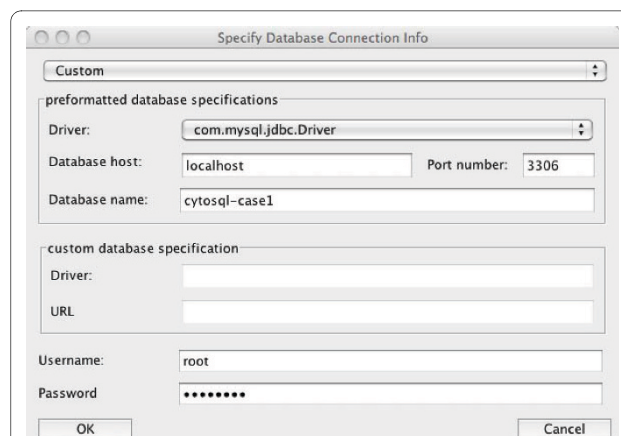 Specify Database Connection Info
Custom
preformatted database specifications
Driver: com.mysql.jdbc.Driver
Database host: localhost Port number: 3306
Database name: cytosql-case1
custom database specification
Driver:
URL
Username: root
Password ••••••••
OK Cancel